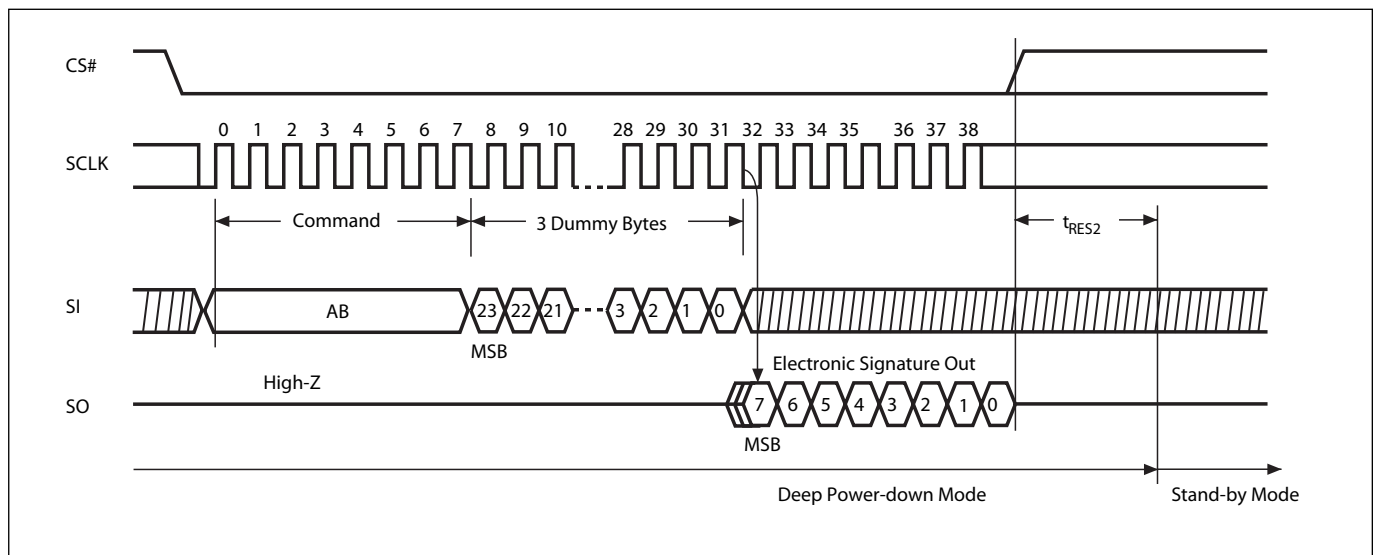 CS#
0 1 2 3 4 5 6 7 8 9 10 28 29 30 31 32 33 34 35 36 37 38
SCLK
Command
3 Dummy Bytes
tRES2
SI
AB
23 22 21 3 2 1 0
MSB
Electronic Signature Out
High-Z
SO
7 6 5 4 3 2 1 0
MSB
Deep Power-down Mode
Stand-by Mode